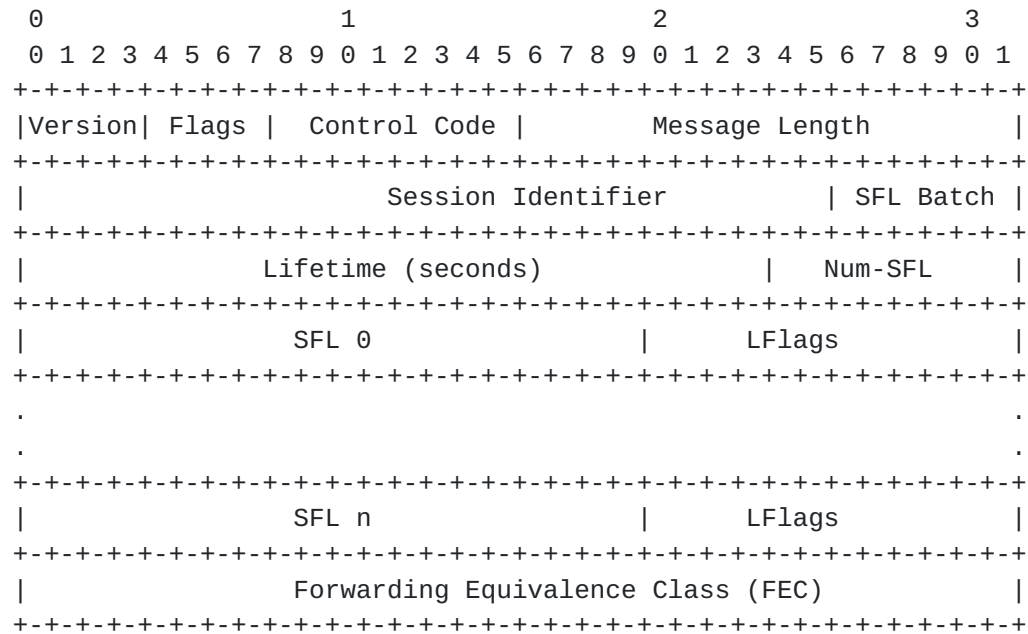 0                   1                   2                   3
 0 1 2 3 4 5 6 7 8 9 0 1 2 3 4 5 6 7 8 9 0 1 2 3 4 5 6 7 8 9 0 1
+-+-+-+-+-+-+-+-+-+-+-+-+-+-+-+-+-+-+-+-+-+-+-+-+-+-+-+-+-+-+-+-+
|Version| Flags |  Control Code |        Message Length         |
+-+-+-+-+-+-+-+-+-+-+-+-+-+-+-+-+-+-+-+-+-+-+-+-+-+-+-+-+-+-+-+-+
|                       Session Identifier          | SFL Batch |
+-+-+-+-+-+-+-+-+-+-+-+-+-+-+-+-+-+-+-+-+-+-+-+-+-+-+-+-+-+-+-+-+
|               Lifetime (seconds)              |   Num-SFL     |
+-+-+-+-+-+-+-+-+-+-+-+-+-+-+-+-+-+-+-+-+-+-+-+-+-+-+-+-+-+-+-+-+
|                 SFL 0                 |      LFlags           |
+-+-+-+-+-+-+-+-+-+-+-+-+-+-+-+-+-+-+-+-+-+-+-+-+-+-+-+-+-+-+-+-+
.                                                               .
.                                                               .
+-+-+-+-+-+-+-+-+-+-+-+-+-+-+-+-+-+-+-+-+-+-+-+-+-+-+-+-+-+-+-+-+
|                 SFL n                 |      LFlags           |
+-+-+-+-+-+-+-+-+-+-+-+-+-+-+-+-+-+-+-+-+-+-+-+-+-+-+-+-+-+-+-+-+
|                 Forwarding Equivalence Class (FEC)            |
+-+-+-+-+-+-+-+-+-+-+-+-+-+-+-+-+-+-+-+-+-+-+-+-+-+-+-+-+-+-+-+-+